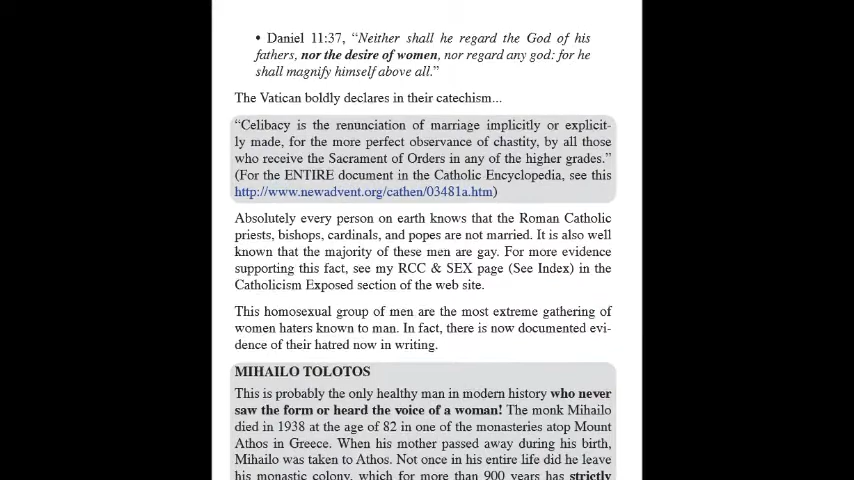 • Daniel 11:37, “Neither shall he regard the God of his
fathers, nor the desire of women, nor regard any god: for he
shall magnify himself above all.”
The Vatican boldly declares in their catechism...
“Celibacy is the renunciation of marriage implicitly or explicit-
ly made, for the more perfect observance of chastity, by all those
who receive the Sacrament of Orders in any of the higher grades.”
(For the ENTIRE document in the Catholic Encyclopedia, see this
http://www.newadvent.org/cathen/03481a.htm)
Absolutely every person on earth knows that the Roman Catholic
priests, bishops, cardinals, and popes are not married. It is also well
known that the majority of these men are gay. For more evidence
supporting this fact, see my RCC & SEX page (See Index) in the
Catholicism Exposed section of the web site.
This homosexual group of men are the most extreme gathering of
women haters known to man. In fact, there is now documented evi-
dence of their hatred now in writing.
MIHAILO TOLOTOS
This is probably the only healthy man in modern history who never
saw the form or heard the voice of a woman! The monk Mihailo
died in 1938 at the age of 82 in one of the monasteries atop Mount
Athos in Greece. When his mother passed away during his birth,
Mihailo was taken to Athos. Not once in his entire life did he leave
his monastic colony, which for more than 900 years has strictly